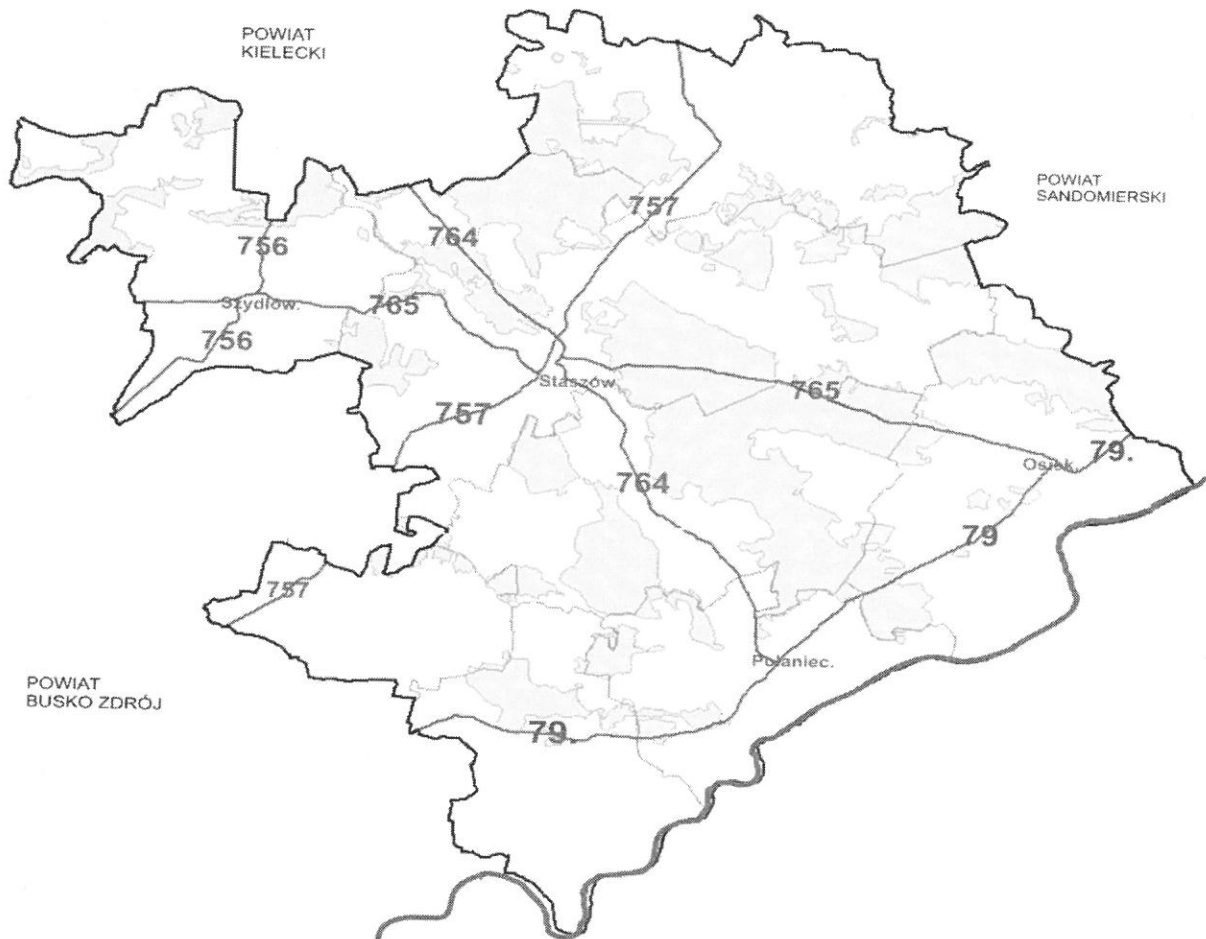 POWIAT
KIELECKI
POWIAT
SANDOMIERSKI
757
764
756
765
Szydłów.
756
Staszów
765
757
79.
Osiek.
764
79
757
Połaniec.
POWIAT
BUSKO ZDRÓJ
79.